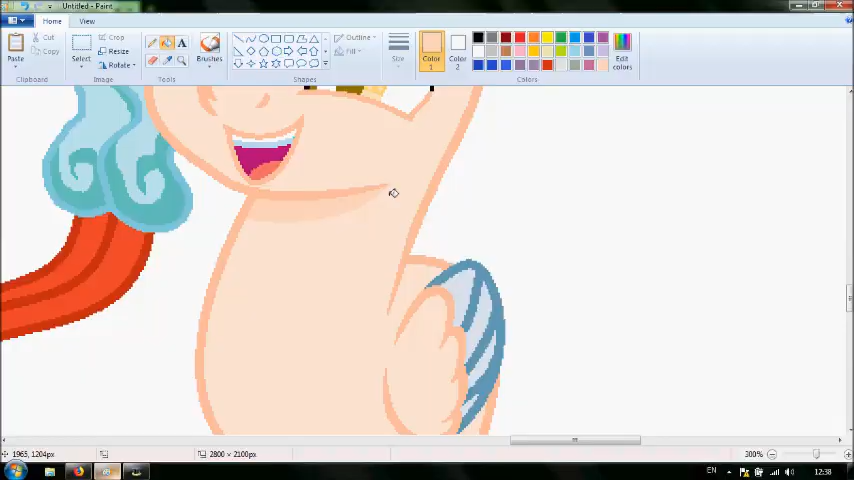 Untitled - Paint
Home View
Paste
Cut
Copy
Clipboard
Select
Crop
Resize
Rotate
Image
A
Tools
Brushes
Outline
Fill
Shapes
Size
Color 1
Color 2
Edit colors
Colors
1965, 1204px
2800 × 2100px
300%
EN
12:38